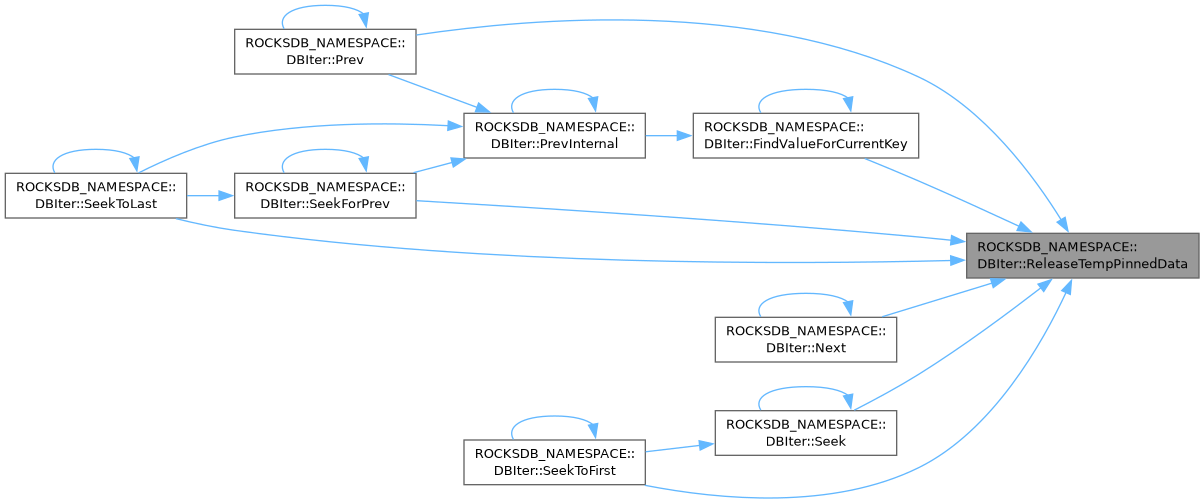 ROCKSDB_NAMESPACE::
DBIter::Prev
ROCKSDB_NAMESPACE::
DBIter::PrevInternal
ROCKSDB_NAMESPACE::
DBIter::FindValueForCurrentKey
ROCKSDB_NAMESPACE::
DBIter::SeekToLast
ROCKSDB_NAMESPACE::
DBIter::SeekForPrev
ROCKSDB_NAMESPACE::
DBIter::ReleaseTempPinnedData
ROCKSDB_NAMESPACE::
DBIter::Next
ROCKSDB_NAMESPACE::
DBIter::Seek
ROCKSDB_NAMESPACE::
DBIter::SeekToFirst